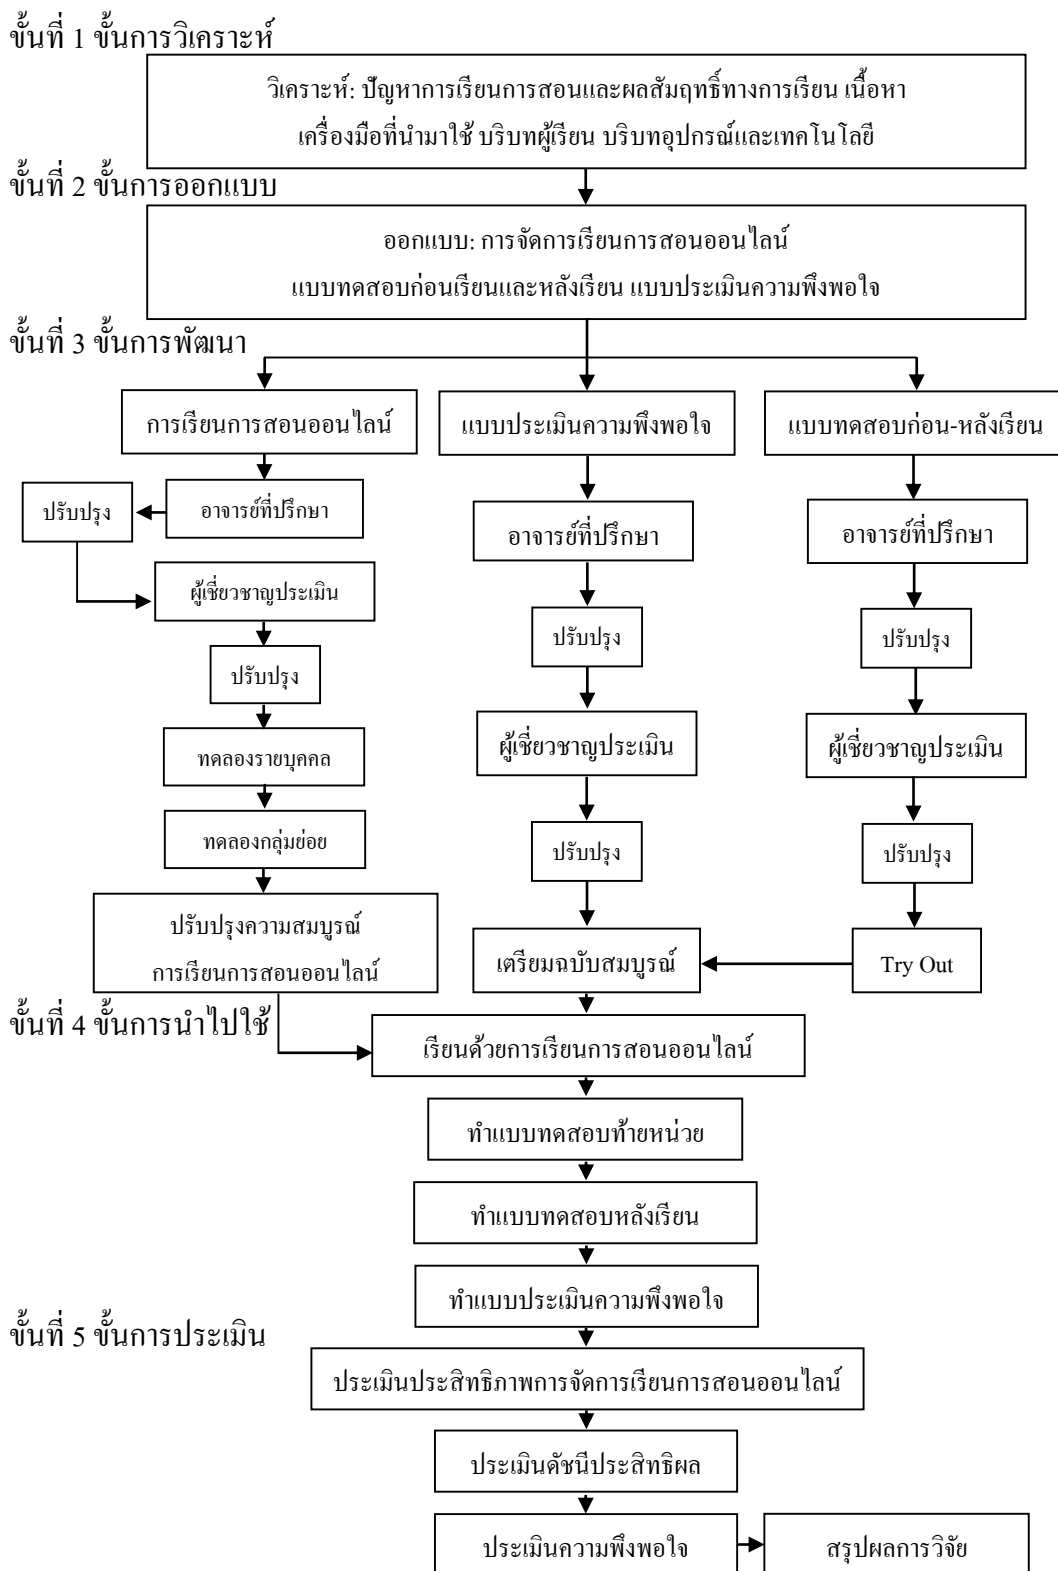 ขั้นที่ 1 ขั้นการวิเคราะห์
วิเคราะห์: ปัญหาการเรียนการสอนและผลสัมฤทธิ์ทางการเรียน เนื้อหา
เครื่องมือที่นำมาใช้ บริบทผู้เรียน บริบทอุปกรณ์และเทคโนโลยี
ขั้นที่ 2 ขั้นการออกแบบ
ออกแบบ: การจัดการเรียนการสอนออนไลน์
แบบทดสอบก่อนเรียนและหลังเรียน แบบประเมินความพึงพอใจ
ขั้นที่ 3 ขั้นการพัฒนา
การเรียนการสอนออนไลน์
อาจารย์ที่ปรึกษา
ปรับปรุง
ผู้เชี่ยวชาญประเมิน
ปรับปรุง
ทดลองรายบุคคล
ทดลองกลุ่มย่อย
ปรับปรุงความสมบูรณ์
การเรียนการสอนออนไลน์
แบบประเมินความพึงพอใจ
อาจารย์ที่ปรึกษา
ปรับปรุง
ผู้เชี่ยวชาญประเมิน
ปรับปรุง
เตรียมฉบับสมบูรณ์
แบบทดสอบก่อน-หลังเรียน
อาจารย์ที่ปรึกษา
ปรับปรุง
ผู้เชี่ยวชาญประเมิน
ปรับปรุง
Try Out
ขั้นที่ 4 ขั้นการนำไปใช้
เรียนด้วยการเรียนการสอนออนไลน์
ทำแบบทดสอบท้ายหน่วย
ทำแบบทดสอบหลังเรียน
ทำแบบประเมินความพึงพอใจ
ขั้นที่ 5 ขั้นการประเมิน
ประเมินประสิทธิภาพการจัดการเรียนการสอนออนไลน์
ประเมินดัชนีประสิทธิผล
ประเมินความพึงพอใจ
สรุปผลการวิจัย